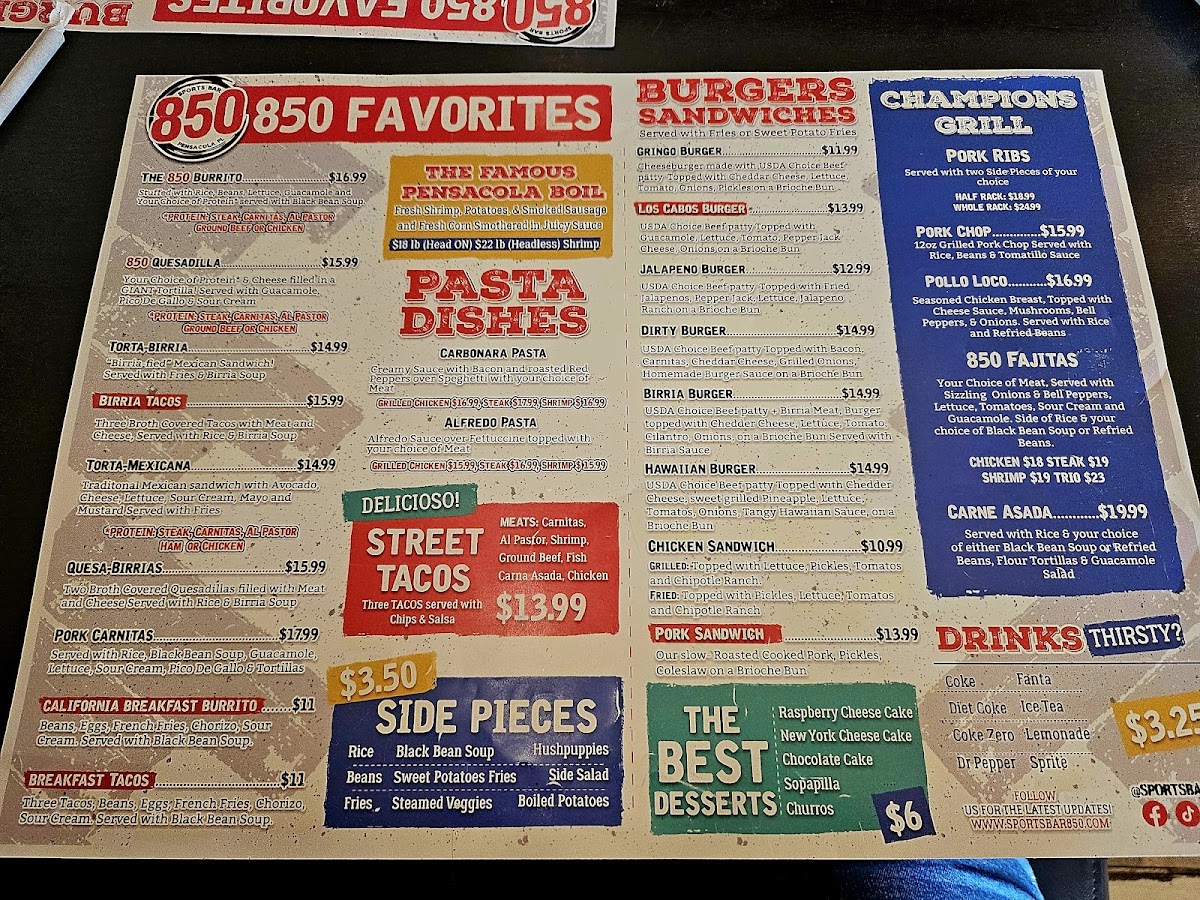 BURGE
850 FAVORITES
850
SPORTS BAR
SPORTS BAR
850
PENSACOLA FL
850 FAVORITES
THE 850 BURRITO...$16.99
Stuffed with Rice, Beans, Lettuce, Guacamole and
Your Choice of Protein* served with Black Bean Soup
*PROTEIN: STEAK, CARNITAS, AL PASTOR
GROUND BEEF OR CHICKEN
850 QUESADILLA...$15.99
Your Choice of Protein* & Cheese filled in a
GIANT Tortilla! Served with Guacamole,
Pico De Gallo & Sour Cream
*PROTEIN: STEAK, CARNITAS, AL PASTOR
GROUND BEEF OR CHICKEN
TORTA-BIRRIA...$14.99
"Birria-fied" Mexican Sandwich!
Served with Fries & Birria Soup
BIRRIA TACOS...$15.99
Three Broth Covered Tacos with Meat and
Cheese, Served with Rice & Birria Soup
TORTA-MEXICANA...$14.99
Traditonal Mexican sandwich with Avocado,
Cheese, Lettuce, Sour Cream, Mayo and
Mustard Served with Fries
*PROTEIN: STEAK, CARNITAS, AL PASTOR
HAM OR CHICKEN
QUESA-BIRRIAS...$15.99
Two Broth Covered Quesadillas filled with Meat
and Cheese Served with Rice & Birria Soup
PORK CARNITAS...$17.99
Served with Rice, Black Bean Soup, Guacamole,
Lettuce, Sour Cream, Pico De Gallo & Tortillas
CALIFORNIA BREAKFAST BURRITO...$11
Beans, Eggs, French Fries, Chorizo, Sour
Cream. Served with Black Bean Soup.
BREAKFAST TACOS...$11
Three Tacos, Beans, Eggs, French Fries, Chorizo,
Sour Cream. Served with Black Bean Soup.
THE FAMOUS
PENSACOLA BOIL
Fresh Shrimp, Potatoes, & Smoked Sausage
and Fresh Corn Smothered in Juicy Sauce
$18 lb (Head ON) $22 lb (Headless) Shrimp
PASTA
DISHES
CARBONARA PASTA
Creamy Sauce with Bacon and roasted Red
Peppers over Speghetti with your choice of
Meat
GRILLED CHICKEN $16.99, STEAK $17.99, SHRIMP $16.99
ALFREDO PASTA
Alfredo Sauce over Fettuccine topped with
your choice of Meat
GRILLED CHICKEN $15.99, STEAK $16.99, SHRIMP $15.99
DELICIOSO!
STREET
TACOS
Three TACOS served with
Chips & Salsa
MEATS: Carnitas,
Al Pastor, Shrimp,
Ground Beef, Fish
Carna Asada, Chicken
$13.99
$3.50
SIDE PIECES
Rice Black Bean Soup Hushpuppies
Beans Sweet Potatoes Fries Side Salad
Fries Steamed Veggies Boiled Potatoes
BURGERS
SANDWICHES
Served with Fries or Sweet Potato Fries
GRINGO BURGER...$11.99
Cheeseburger made with USDA Choice Beef
patty Topped with Cheddar Cheese, Lettuce,
Tomato, Onions, Pickles on a Brioche Bun
LOS CABOS BURGER...$13.99
USDA Choice Beef patty Topped with
Guacamole, Lettuce, Tomato, Pepper Jack
Cheese, Onions, on a Brioche Bun
JALAPENO BURGER...$12.99
USDA Choice Beef patty Topped with Fried
Jalapenos, Pepper Jack, Lettuce, Jalapeno
Ranch on a Brioche Bun
DIRTY BURGER...$14.99
USDA Choice Beef patty Topped with Bacon,
Carnitas, Cheddar Cheese, Grilled Onions,
Homemade Burger Sauce on a Brioche Bun
BIRRIA BURGER...$14.99
USDA Choice Beef patty + Birria Meat, Burger
topped with Chedder Cheese, Lettuce, Tomato,
Cilantro, Onions, on a Brioche Bun Served with
Birria Sauce
HAWAIIAN BURGER...$14.99
USDA Choice Beef patty Topped with Chedder
Cheese, sweet grilled Pineapple, Lettuce,
Tomatos, Onions, Tangy Hawaiian Sauce, on a
Brioche Bun
CHICKEN SANDWICH...$10.99
GRILLED: Topped with Lettuce, Pickles, Tomatos
and Chipotle Ranch.
FRIED: Topped with Pickles, Lettuce, Tomatos
and Chipotle Ranch
PORK SANDWICH...$13.99
Our slow- Roasted Cooked Pork, Pickles,
Coleslaw on a Brioche Bun
THE
BEST
DESSERTS
Raspberry Cheese Cake
New York Cheese Cake
Chocolate Cake
Sopapilla
Churros
$6
CHAMPIONS
GRILL
PORK RIBS
Served with two Side Pieces of your
choice
HALF RACK: $18.99
WHOLE RACK: $24.99
PORK CHOP...$15.99
12oz Grilled Pork Chop Served with
Rice, Beans & Tomatillo Sauce
POLLO LOCO...$16.99
Seasoned Chicken Breast, Topped with
Cheese Sauce, Mushrooms, Bell
Peppers, & Onions. Served with Rice
and Refried Beans
850 FAJITAS
Your Choice of Meat, Served with
Sizzling Onions & Bell Peppers,
Lettuce, Tomatoes, Sour Cream and
Guacamole. Side of Rice & your
choice of Black Bean Soup or Refried
Beans.
CHICKEN $18 STEAK $19
SHRIMP $19 TRIO $23
CARNE ASADA...$19.99
Served with Rice & your choice
of either Black Bean Soup or Refried
Beans, Flour Tortillas & Guacamole
Salad
DRINKS THIRSTY?
Coke Fanta
Diet Coke Ice Tea
Coke Zero Lemonade
Dr Pepper Sprite
$3.25
FOLLOW
US FOR THE LATEST UPDATES!
WWW.SPORTSBAR850.COM
@SPORTSBA